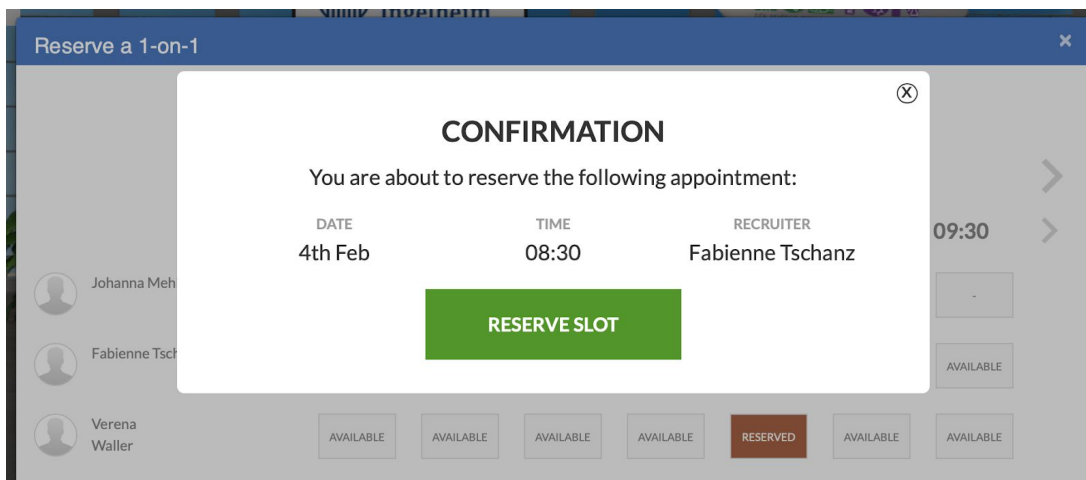 Ingelheim
Reserve a 1-on-1 ×
CONFIRMATION
You are about to reserve the following appointment:
DATE TIME RECRUITER
4th Feb 08:30 Fabienne Tschanz
09:30
RESERVE SLOT
Johanna Meh -
Fabienne Tsch AVAILABLE
Verena
Waller
AVAILABLE AVAILABLE AVAILABLE AVAILABLE RESERVED AVAILABLE AVAILABLE